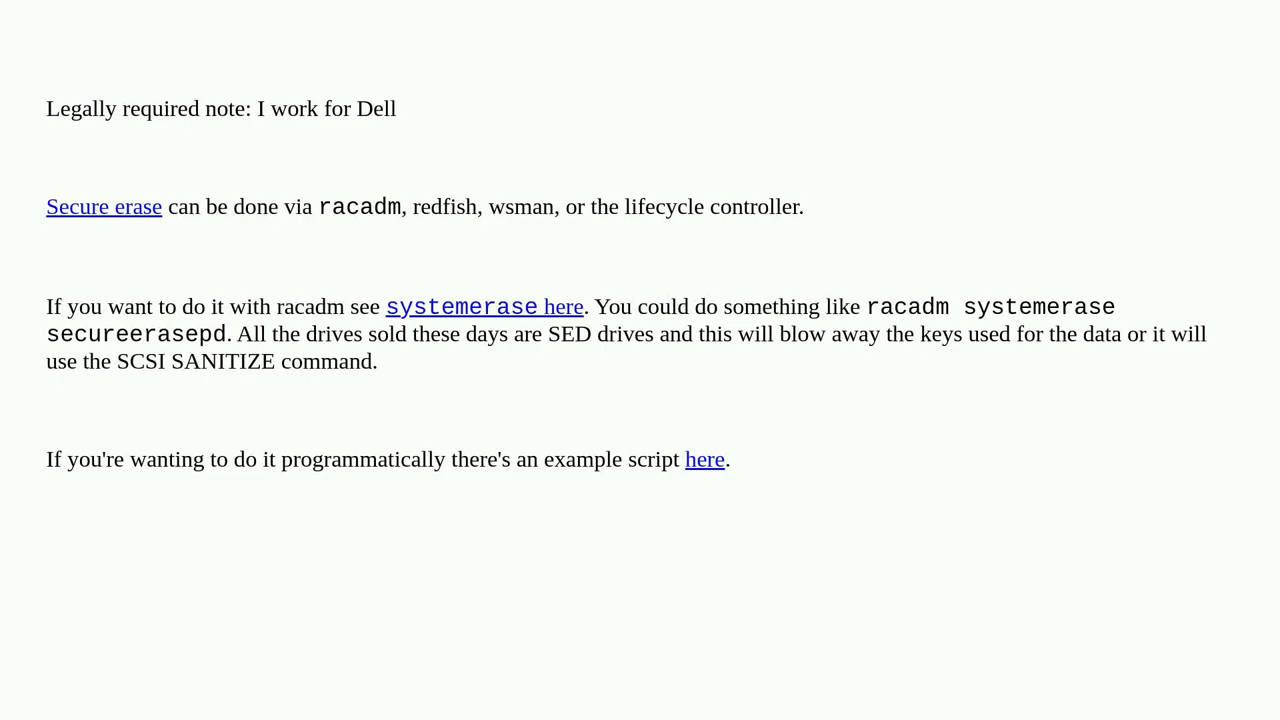 Legally required note: I work for Dell
Secure erase can be done via racadm, redfish, wsman, or the lifecycle controller.
If you want to do it with racadm see systemerase here. You could do something like racadm systemerase
secureerasepd. All the drives sold these days are SED drives and this will blow away the keys used for the data or it will
use the SCSI SANITIZE command.
If you're wanting to do it programmatically there's an example script here.